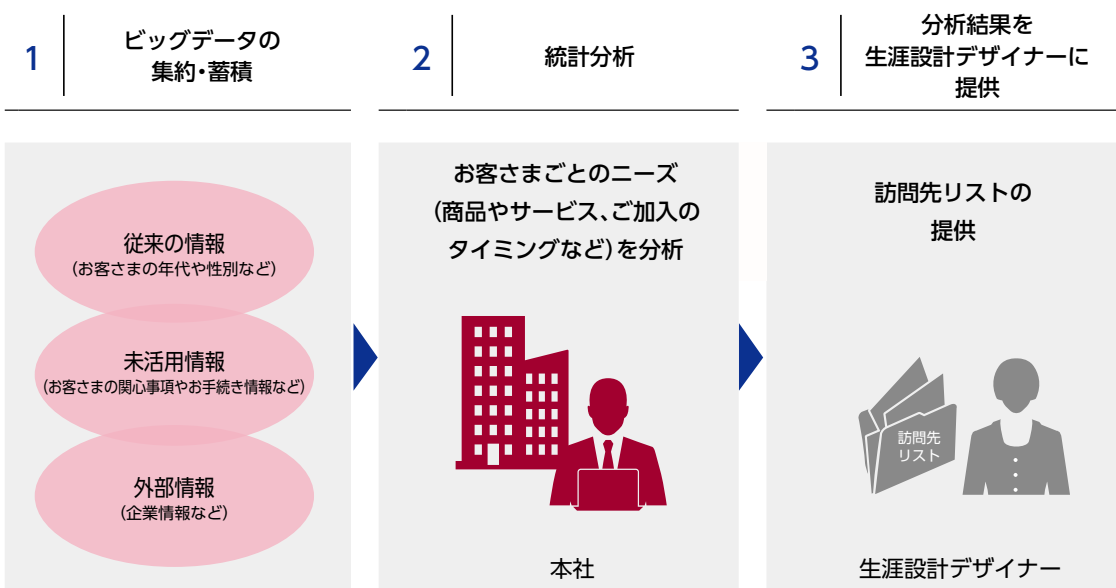 1
ビッグデータの
集約・蓄積
2
統計分析
3
分析結果を
生涯設計デザイナーに
提供
従来の情報
(お客さまの年代や性別など)
未活用情報
(お客さまの関心事項やお手続き情報など)
外部情報
(企業情報など)
お客さまごとのニーズ
(商品やサービス、ご加入の
タイミングなど)を分析
本社
訪問先リストの
提供
訪問先
リスト
生涯設計デザイナー